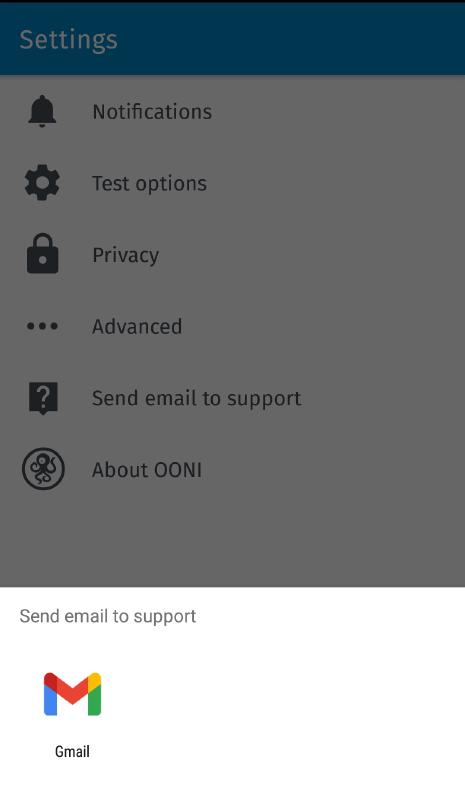 Settings
Notifications
Test options
Privacy
Advanced
Send email to support
About OONI
Send email to support
Gmail